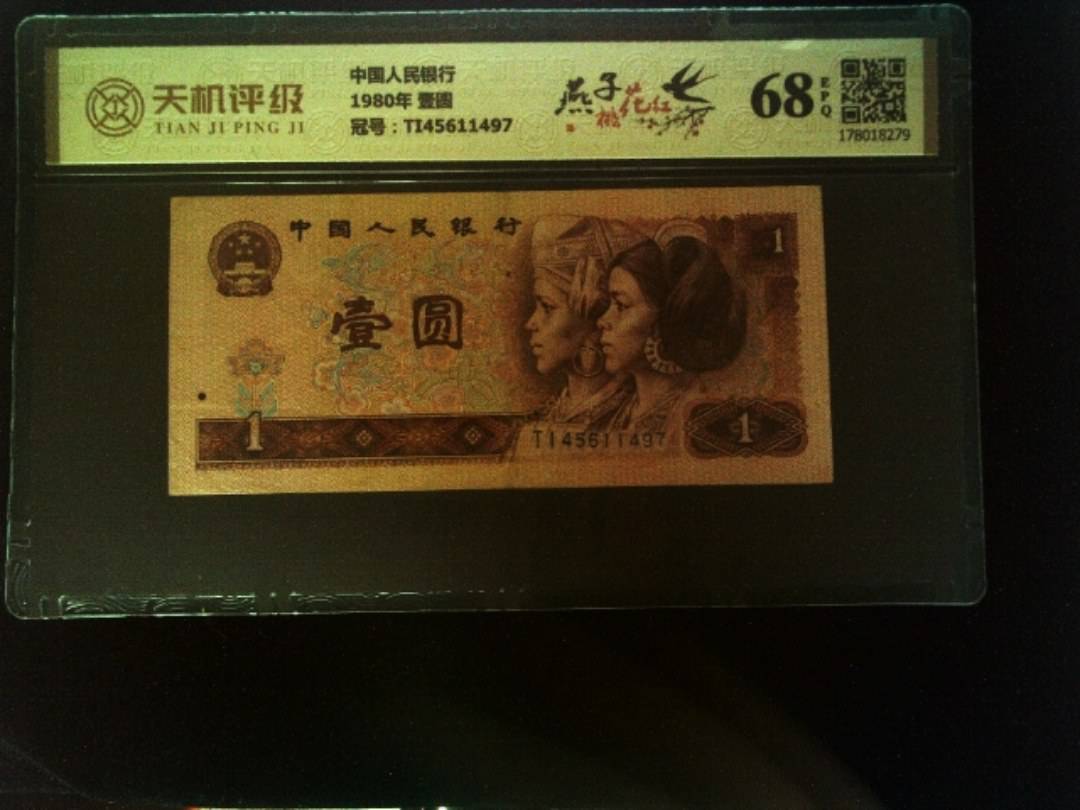 天机评级
TIAN JI PING JI
中国人民银行
1980年 壹圆
冠号：TI45611497
燕子
桃花红
68
EPQ
178018279
中国人民银行
壹圆
1
1
TI45611497
1